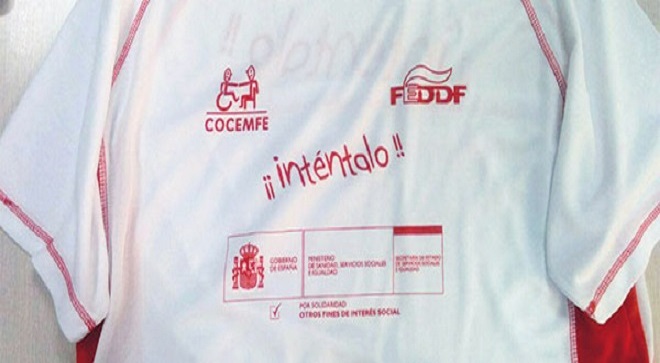 COCEMFE
FEDDF
¡¡inténtalo!!
GOBIERNO
DE ESPAÑA
MINISTERIO
DE SANIDAD, SERVICIOS SOCIALES
E IGUALDAD
SECRETARÍA DE ESTADO
DE SERVICIOS SOCIALES
E IGUALDAD
POR SOLIDARIDAD
OTROS FINES DE INTERÉS SOCIAL